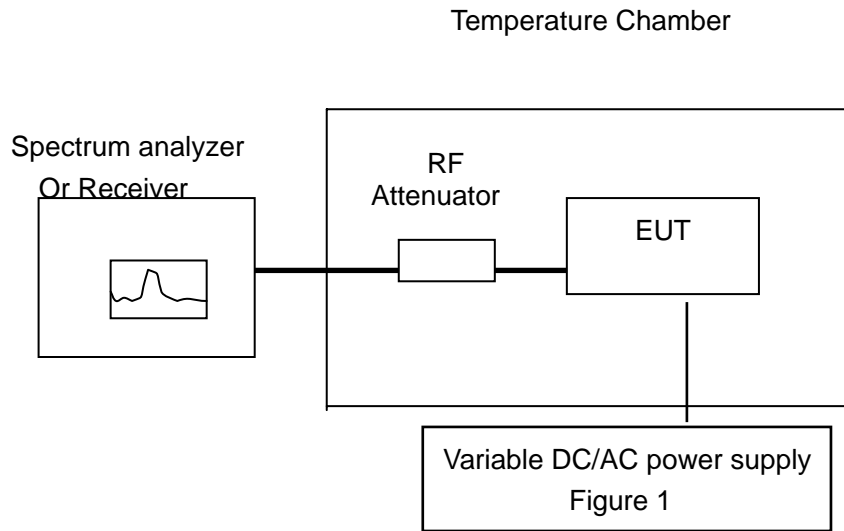 Temperature Chamber
Spectrum analyzer
Or Receiver
RF
Attenuator
EUT
Variable DC/AC power supply
Figure 1